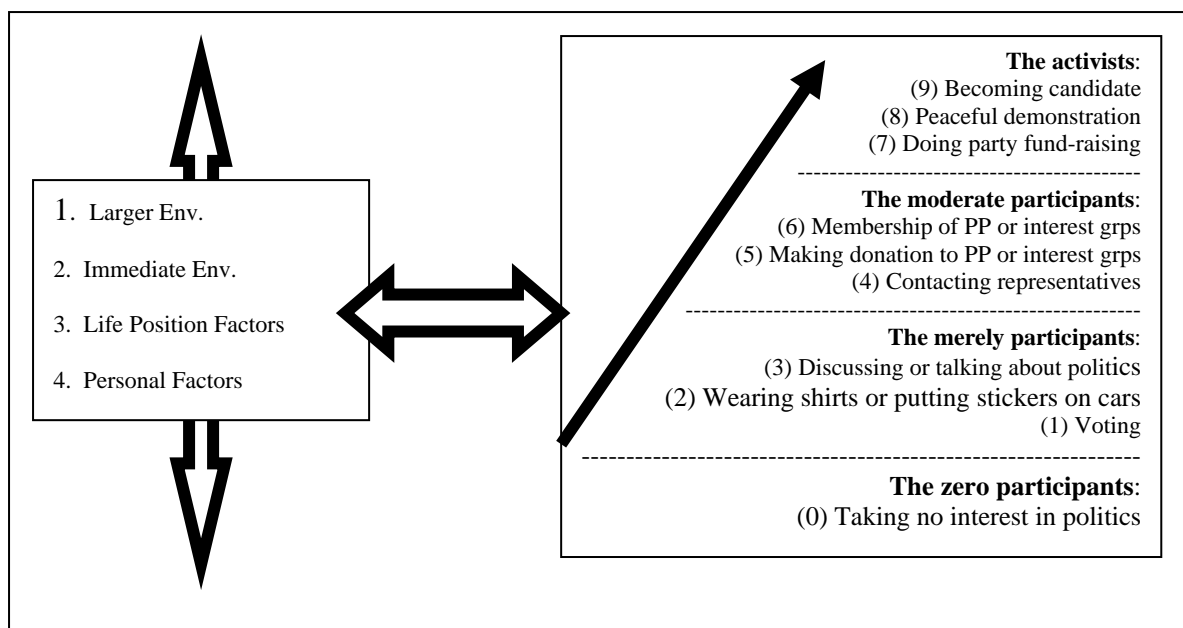 1. Larger Env.
2. Immediate Env.
3. Life Position Factors
4. Personal Factors
The activists:
(9) Becoming candidate
(8) Peaceful demonstration
(7) Doing party fund-raising
The moderate participants:
(6) Membership of PP or interest grps
(5) Making donation to PP or interest grps
(4) Contacting representatives
The merely participants:
(3) Discussing or talking about politics
(2) Wearing shirts or putting stickers on cars
(1) Voting
The zero participants:
(0) Taking no interest in politics